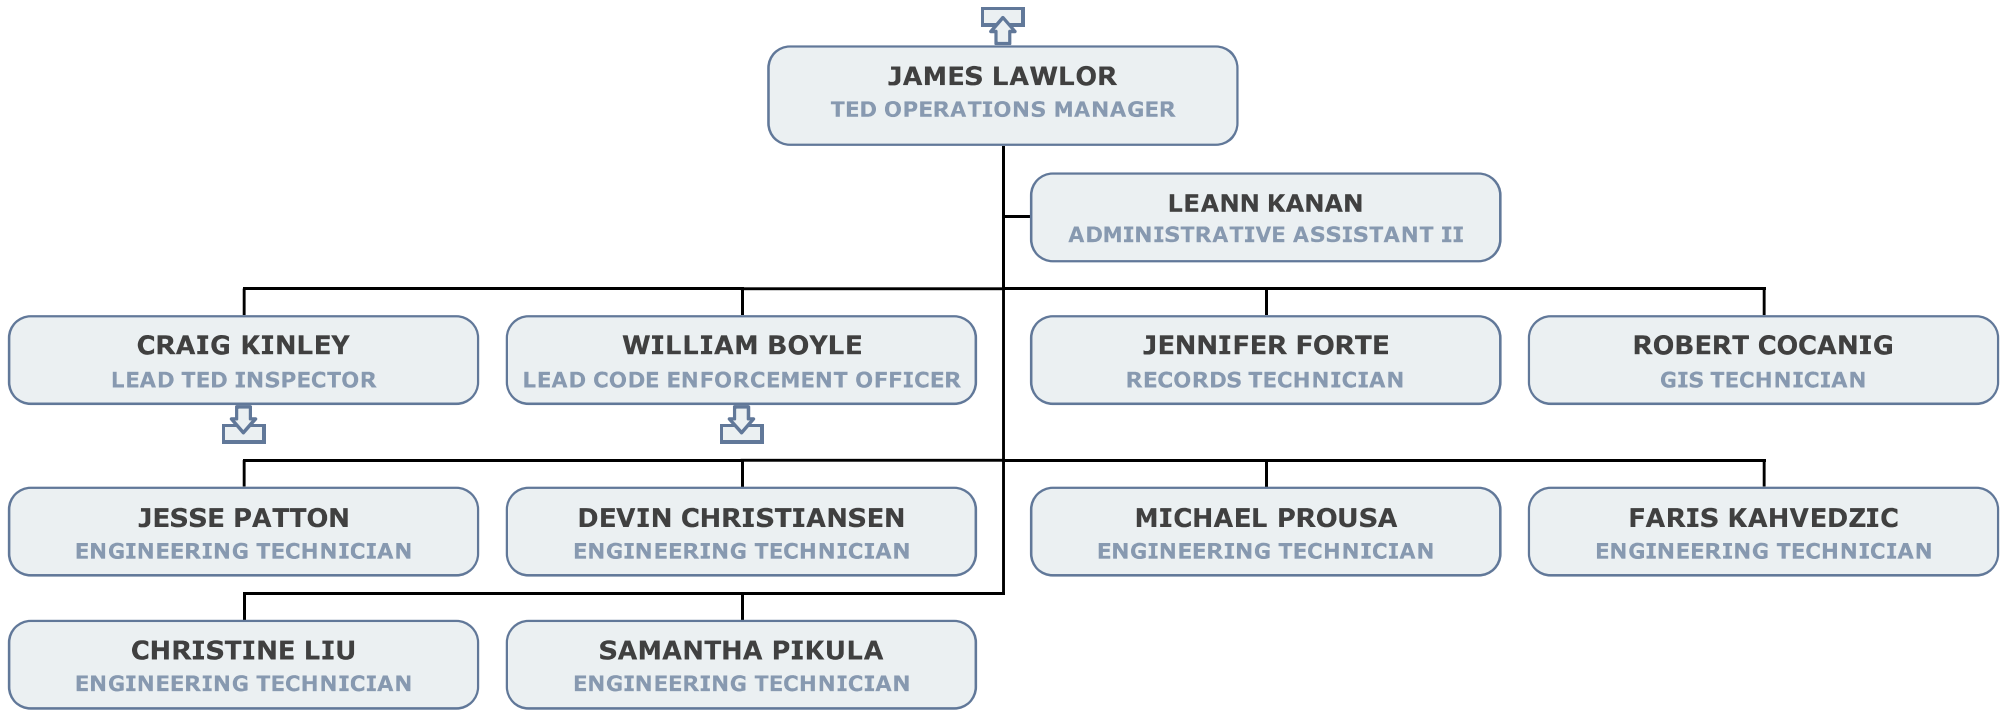 JAMES LAWLOR
TED OPERATIONS MANAGER
LEANN KANAN
ADMINISTRATIVE ASSISTANT II
CRAIG KINLEY
LEAD TED INSPECTOR
WILLIAM BOYLE
LEAD CODE ENFORCEMENT OFFICER
JENNIFER FORTE
RECORDS TECHNICIAN
ROBERT COCANIG
GIS TECHNICIAN
JESSE PATTON
ENGINEERING TECHNICIAN
DEVIN CHRISTIANSEN
ENGINEERING TECHNICIAN
MICHAEL PROUSA
ENGINEERING TECHNICIAN
FARIS KAHVEDZIC
ENGINEERING TECHNICIAN
CHRISTINE LIU
ENGINEERING TECHNICIAN
SAMANTHA PIKULA
ENGINEERING TECHNICIAN